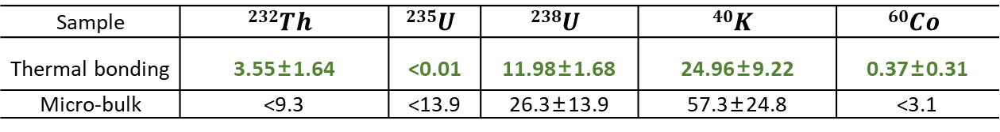 Sample ²³²Th ²³⁵U ²³⁸U ⁴⁰K ⁶⁰Co
Thermal bonding 3.55±1.64 <0.01 11.98±1.68 24.96±9.22 0.37±0.31
Micro-bulk <9.3 <13.9 26.3±13.9 57.3±24.8 <3.1